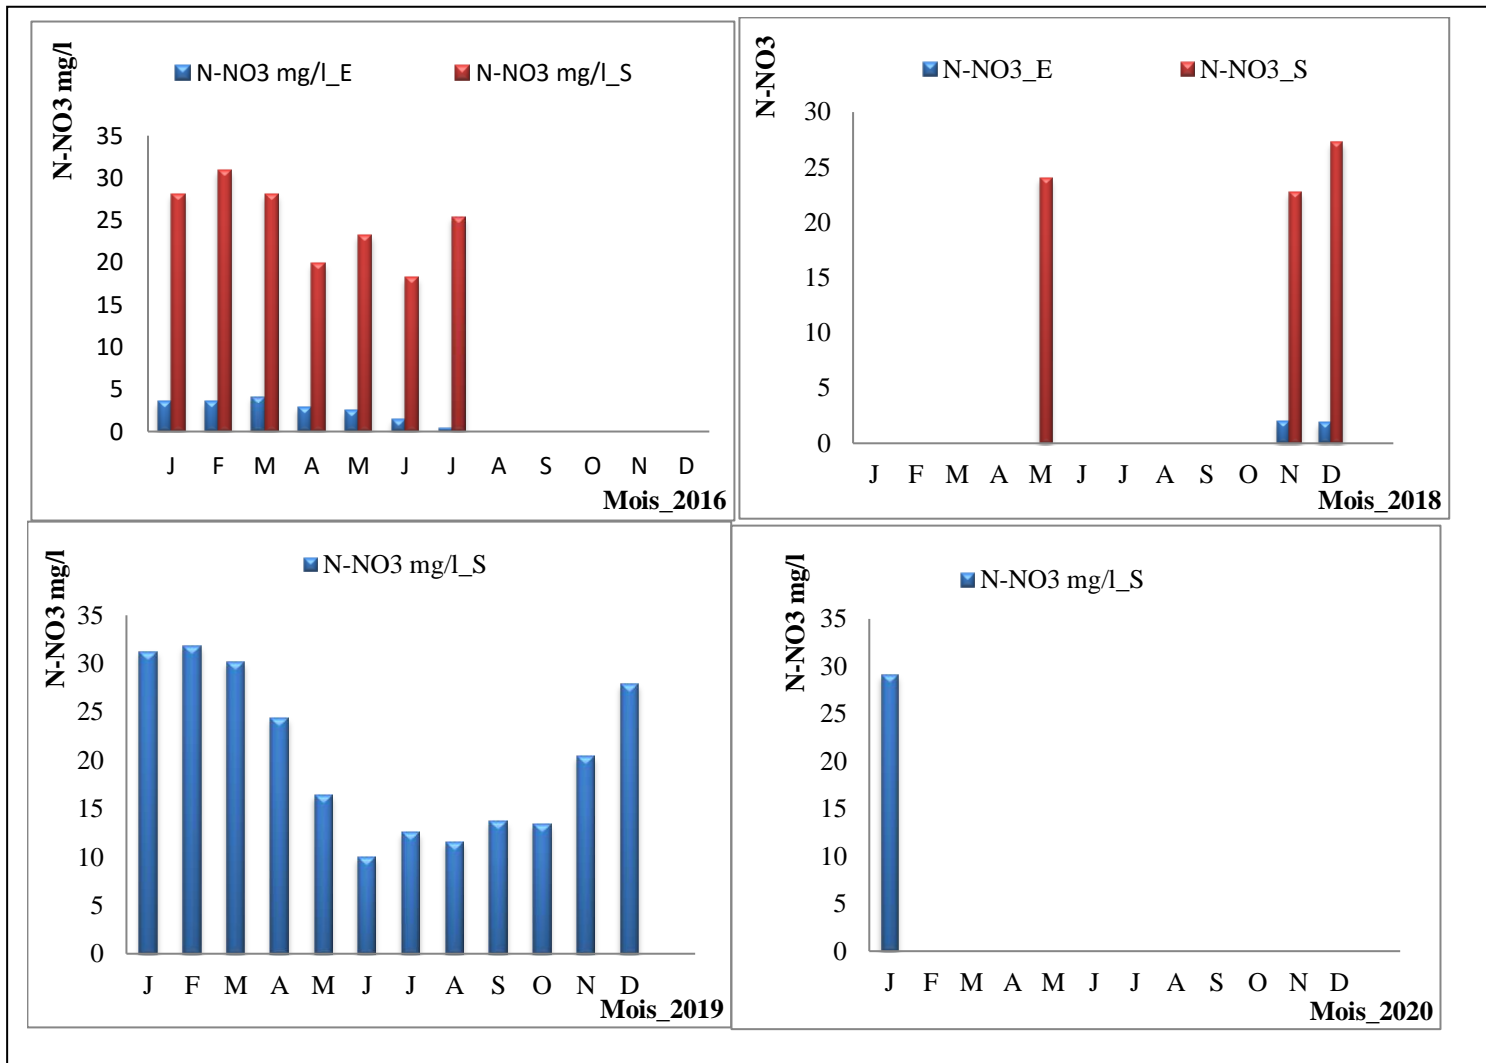 N-NO3 mg/l
N-NO3 mg/l_E N-NO3 mg/l_S
35
30
25
20
15
10
5
0
J F M A M J J A S O N D
Mois_2016
N-NO3
N-NO3_E N-NO3_S
30
25
20
15
10
5
0
J F M A M J J A S O N D
Mois_2018
N-NO3 mg/l
N-NO3 mg/l_S
35
30
25
20
15
10
5
0
J F M A M J J A S O N D
Mois_2019
N-NO3 mg/l
N-NO3 mg/l_S
35
30
25
20
15
10
5
0
J F M A M J J A S O N D
Mois_2020